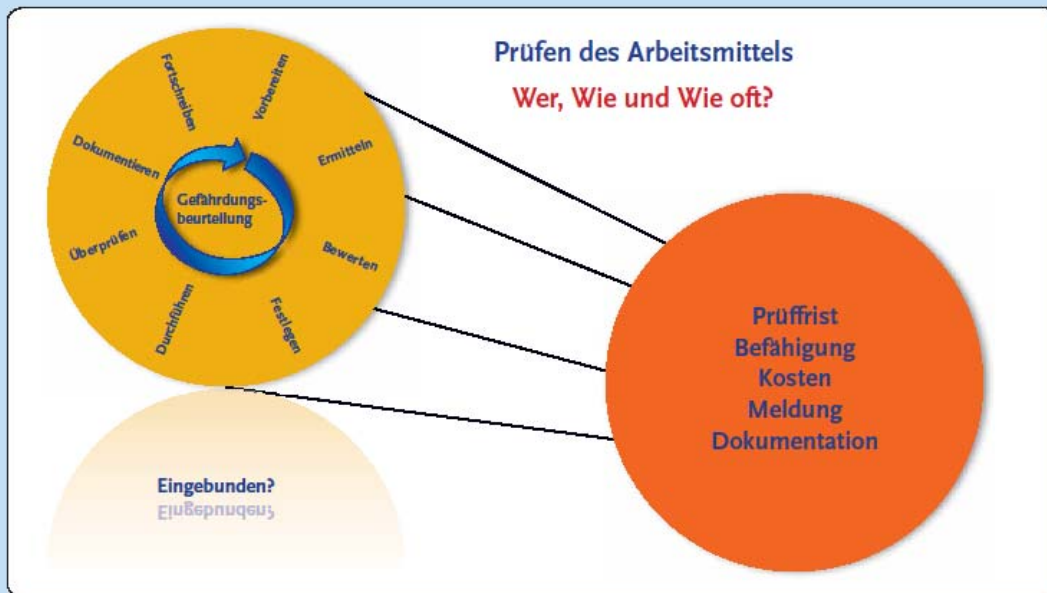 Prüfen des Arbeitsmittels
Wer, Wie und Wie oft?
Vorbereiten
Ermitteln
Bewerten
Festlegen
Durchführen
Überprüfen
Dokumentieren
Fortschreiben
Gefährdungs-
beurteilung
Prüffrist
Befähigung
Kosten
Meldung
Dokumentation
Eingebunden?
Eingebunden?